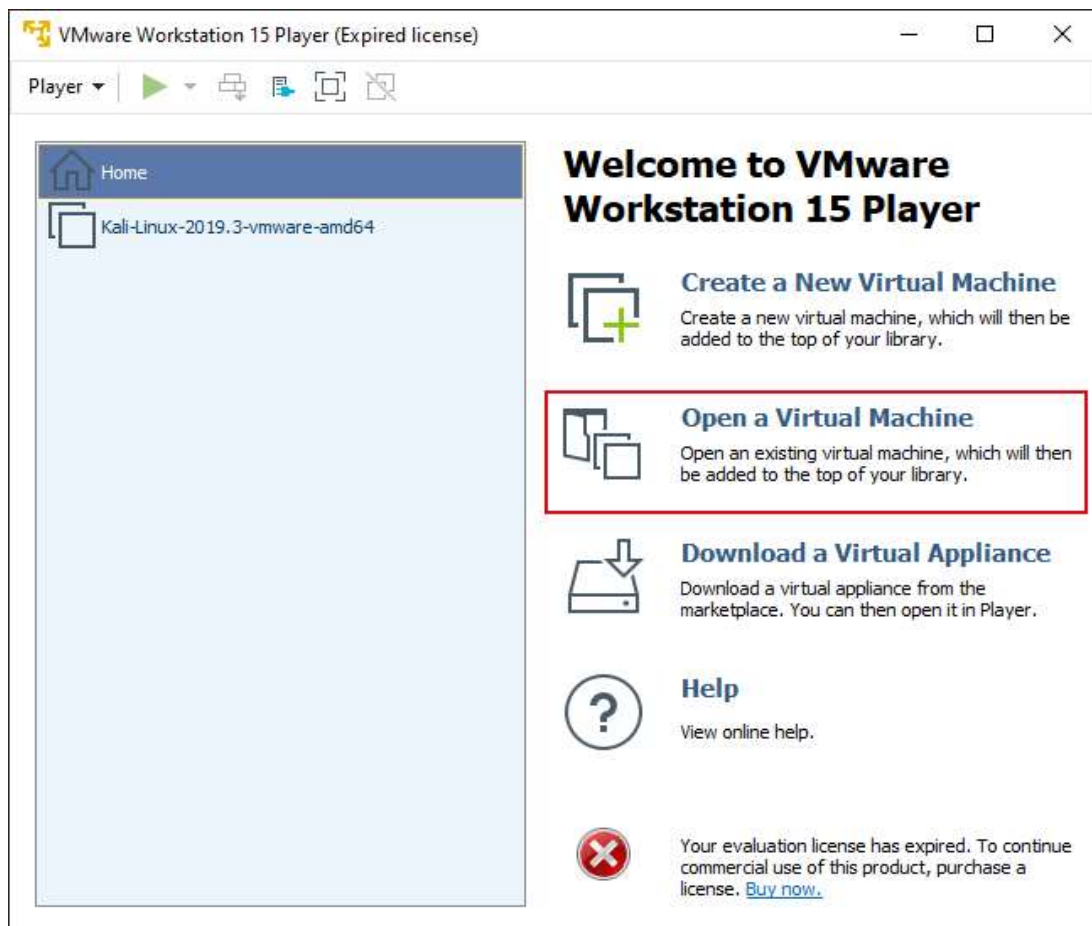 VMware Workstation 15 Player (Expired license)
Player
Home
Kali-Linux-2019.3-vmware-amd64
Welcome to VMware
Workstation 15 Player
Create a New Virtual Machine
Create a new virtual machine, which will then be
added to the top of your library.
Open a Virtual Machine
Open an existing virtual machine, which will then
be added to the top of your library.
Download a Virtual Appliance
Download a virtual appliance from the
marketplace. You can then open it in Player.
Help
View online help.
Your evaluation license has expired. To continue
commercial use of this product, purchase a
license. Buy now.